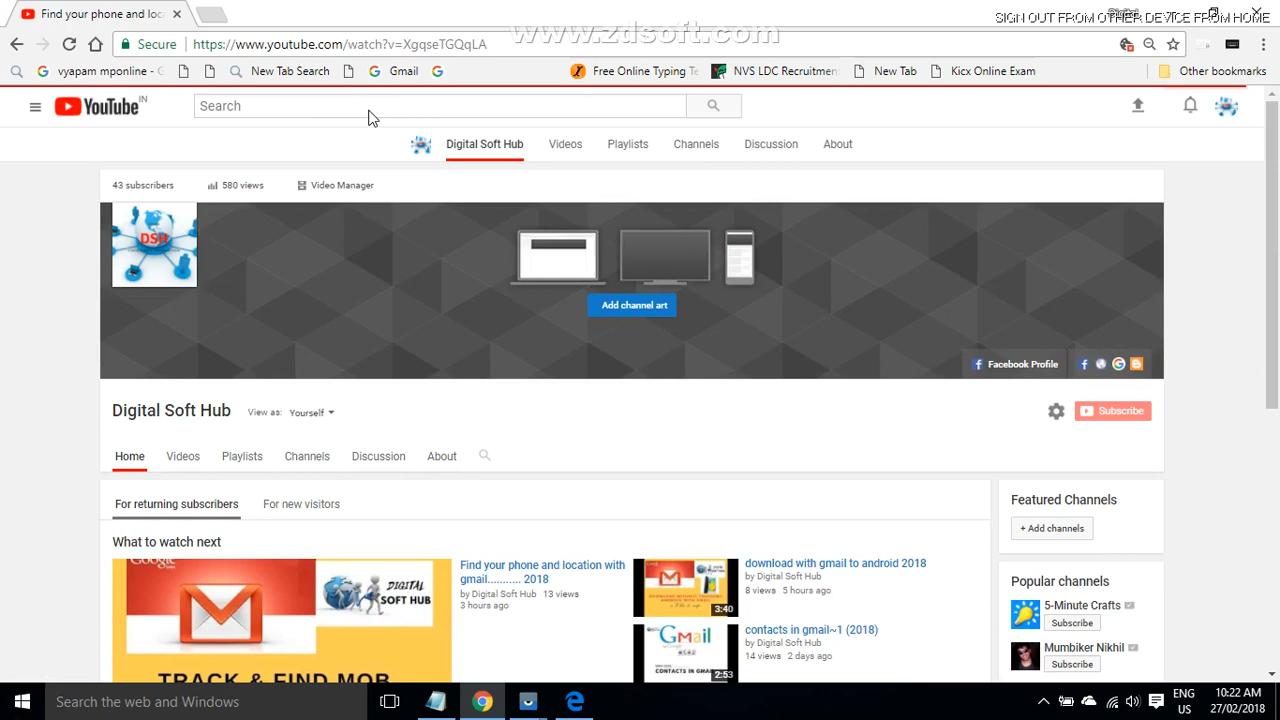 Find your phone and loc
www.zdsoft.com
SIGN OUT FROM OTHER DEVICE FROM HOME
Secure https://www.youtube.com/watch?v=XgqseTGQqLA
vyapam mponline - G
New Tab Search
Gmail
Free Online Typing Te
NVS LDC Recruitmen
New Tab
Kicx Online Exam
Other bookmarks
YouTube IN
Search
Digital Soft Hub Videos Playlists Channels Discussion About
43 subscribers 580 views Video Manager
DSH
Add channel art
Facebook Profile
Digital Soft Hub View as: Yourself
Subscribe
Home Videos Playlists Channels Discussion About
For returning subscribers For new visitors
What to watch next
Google
DIGITAL
SOFT HUB
TRACK & FIND MOB
Find your phone and location with
gmail........... 2018
by Digital Soft Hub 13 views
3 hours ago
3:40
download with gmail to android 2018
by Digital Soft Hub
8 views 5 hours ago
Gmail
CONTACTS IN GMAIL
2:53
contacts in gmail~1 (2018)
by Digital Soft Hub
14 views 2 days ago
Featured Channels
+ Add channels
Popular channels
5-Minute Crafts
Subscribe
Mumbiker Nikhil
Subscribe
Search the web and Windows
ENG
US
10:22 AM
27/02/2018